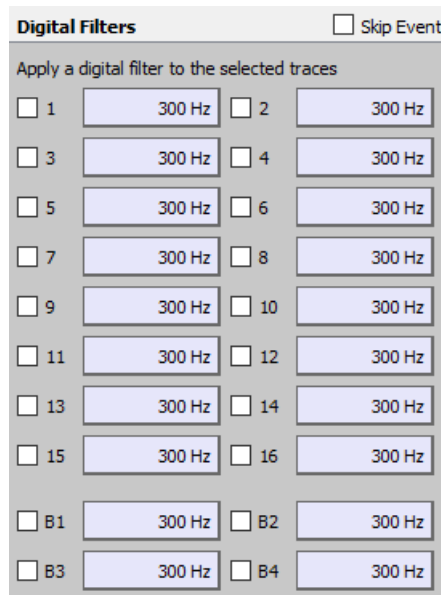 Digital Filters Skip Event
Apply a digital filter to the selected traces
1 300 Hz 2 300 Hz
3 300 Hz 4 300 Hz
5 300 Hz 6 300 Hz
7 300 Hz 8 300 Hz
9 300 Hz 10 300 Hz
11 300 Hz 12 300 Hz
13 300 Hz 14 300 Hz
15 300 Hz 16 300 Hz
B1 300 Hz B2 300 Hz
B3 300 Hz B4 300 Hz